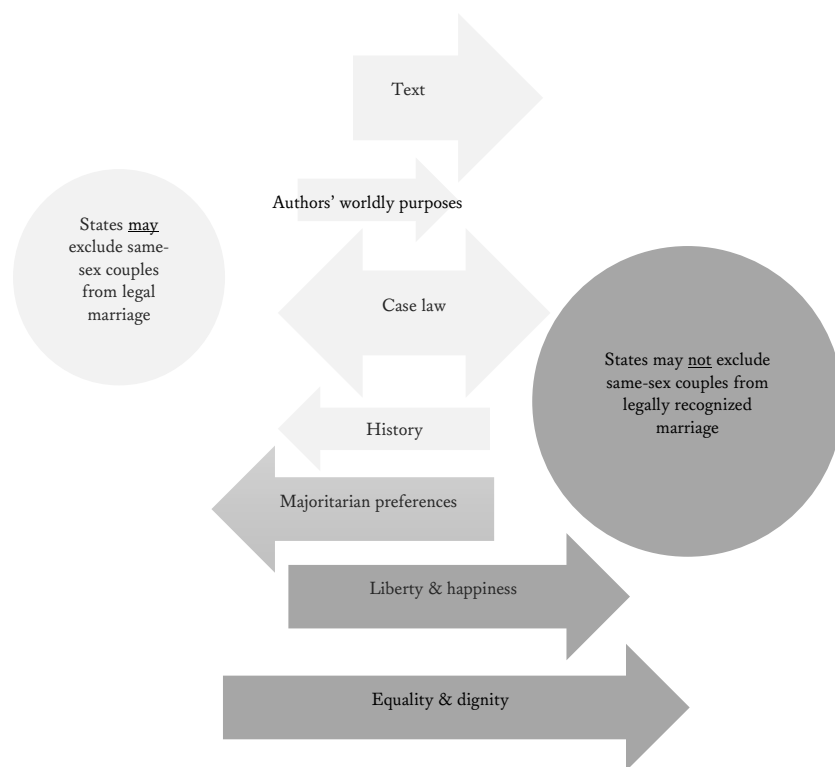 Text
Authors’ worldly purposes
States may
exclude same-
sex couples
from legal
marriage
Case law
States may not exclude
same-sex couples from
legally recognized
marriage
History
Majoritarian preferences
Liberty & happiness
Equality & dignity